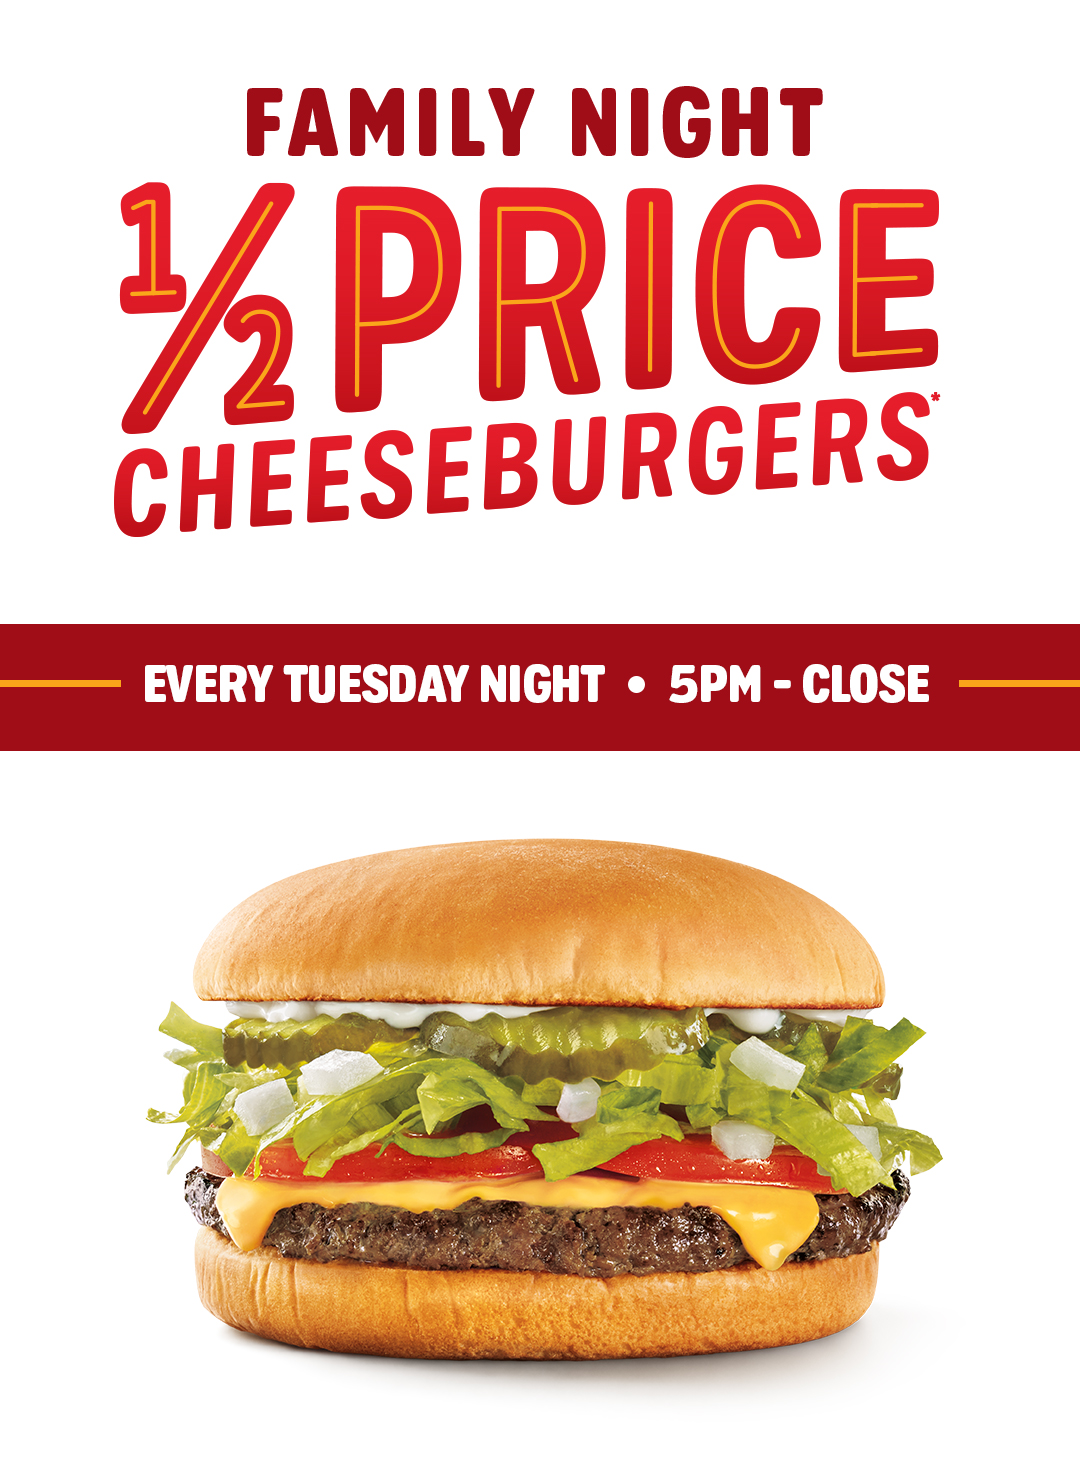 FAMILY NIGHT
½ PRICE
CHEESEBURGERS*
EVERY TUESDAY NIGHT • 5PM - CLOSE